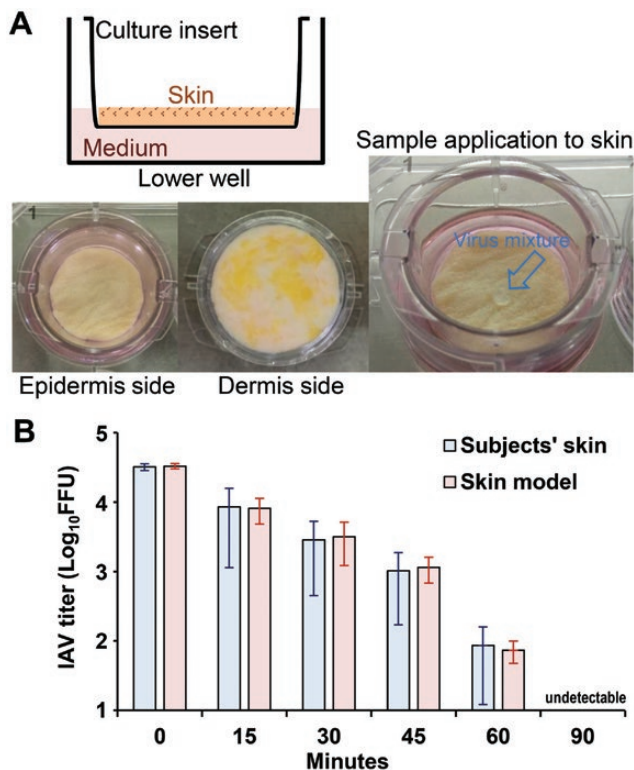 A
Culture insert
Skin
Medium
Lower well
Sample application to skin
1
Virus mixture
1
Epidermis side
Dermis side
B
Subjects' skin
Skin model
IAV titer (Log₁₀FFU)
5
4
3
2
1
undetectable
0 15 30 45 60 90
Minutes